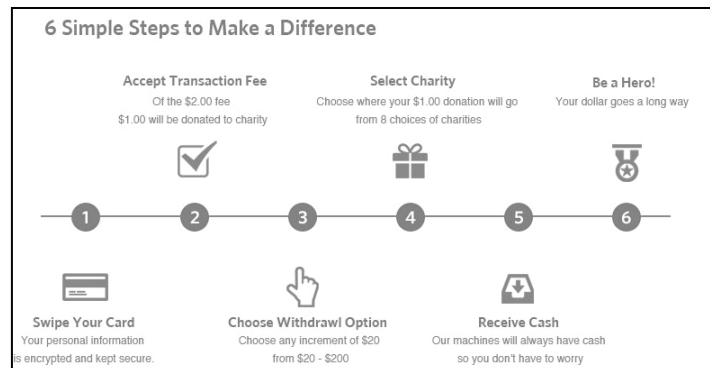 6 Simple Steps to Make a Difference
Accept Transaction Fee
Of the $2.00 fee
$1.00 will be donated to charity
Select Charity
Choose where your $1.00 donation will go
from 8 choices of charities
Be a Hero!
Your dollar goes a long way
1 2 3 4 5 6
Swipe Your Card
Your personal information
is encrypted and kept secure.
Choose Withdrawl Option
Choose any increment of $20
from $20 - $200
Receive Cash
Our machines will always have cash
so you don't have to worry